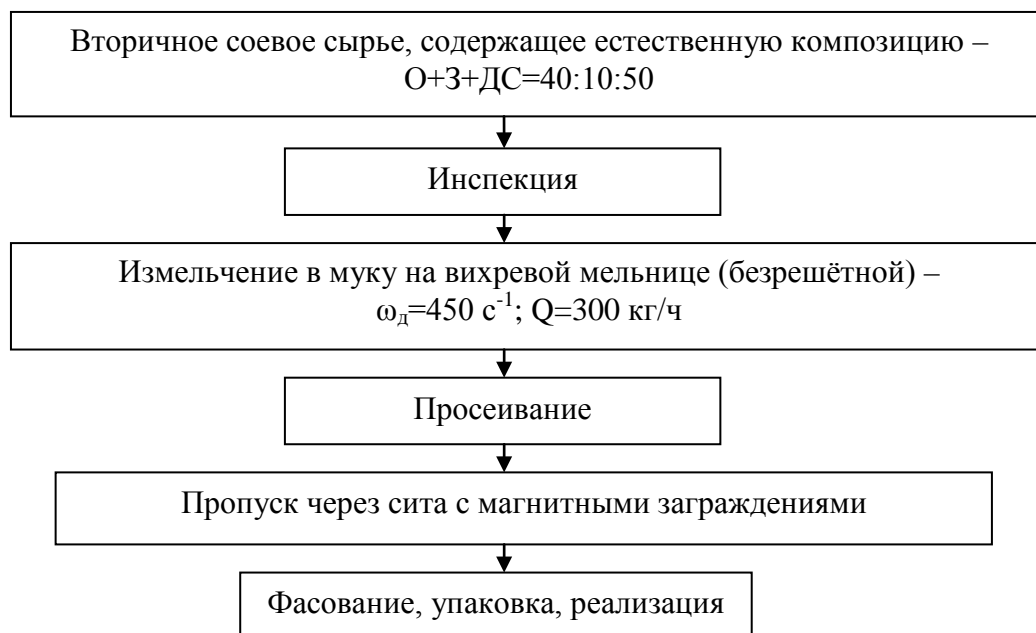 Вторичное соевое сырье, содержащее естественную композицию –
О+З+ДС=40:10:50
Инспекция
Измельчение в муку на вихревой мельнице (безрешётной) –
ωд=450 с⁻¹; Q=300 кг/ч
Просеивание
Пропуск через сита с магнитными заграждениями
Фасование, упаковка, реализация